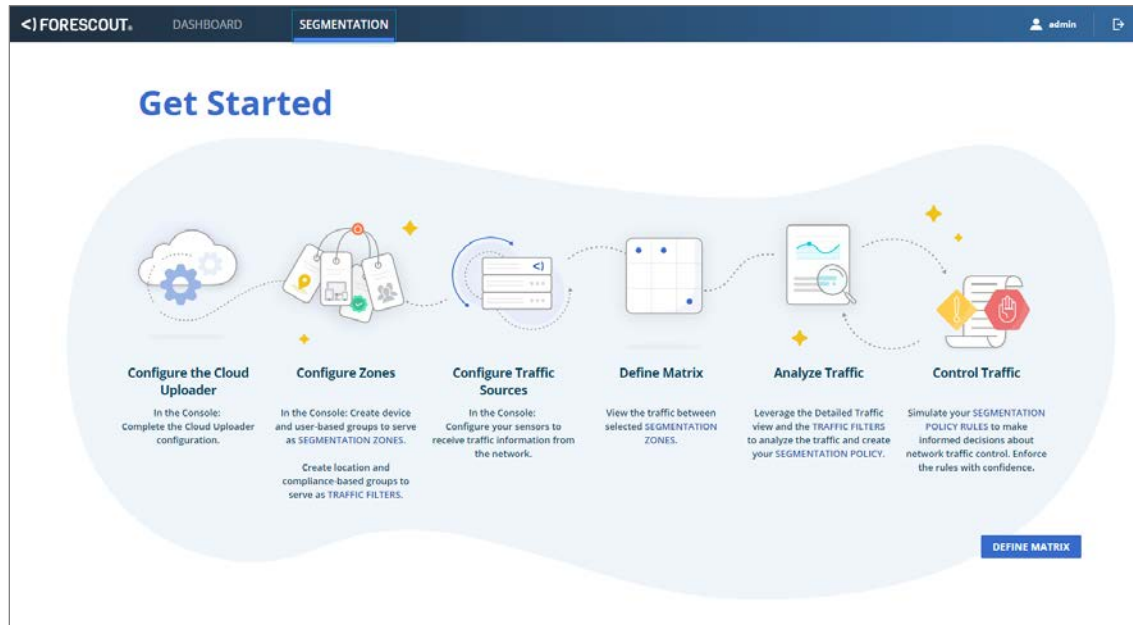 <) FORESCOUT.
DASHBOARD
SEGMENTATION
admin
Get Started
<)
Configure the Cloud
Uploader
In the Console:
Complete the Cloud Uploader
configuration.
Configure Zones
In the Console: Create device
and user-based groups to serve
as SEGMENTATION ZONES.
Create location and
compliance-based groups to
serve as TRAFFIC FILTERS.
Configure Traffic
Sources
In the Console:
Configure your sensors to
receive traffic information from
the network.
Define Matrix
View the traffic between
selected SEGMENTATION
ZONES.
Analyze Traffic
Leverage the Detailed Traffic
view and the TRAFFIC FILTERS
to analyze the traffic and create
your SEGMENTATION POLICY.
Control Traffic
Simulate your SEGMENTATION
POLICY RULES to make
informed decisions about
network traffic control. Enforce
the rules with confidence.
DEFINE MATRIX